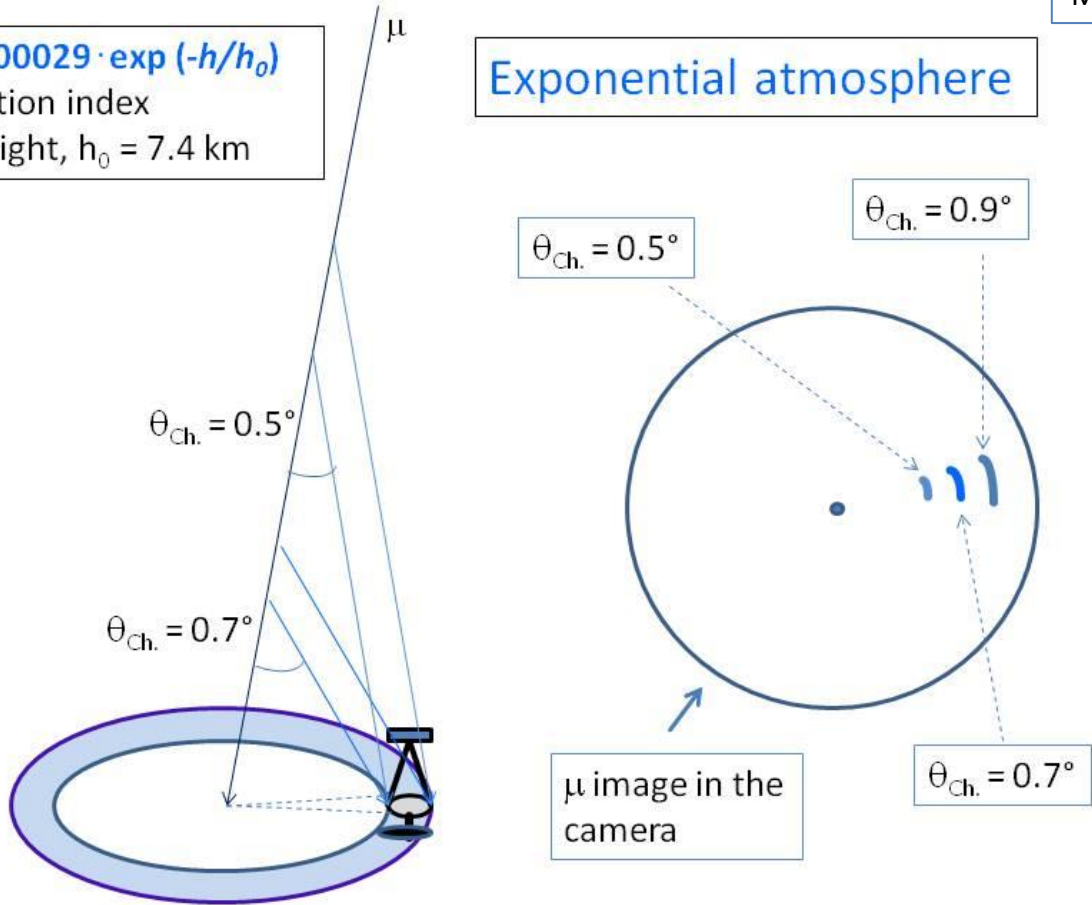 μ
00029·exp (-h/h₀)
tion index
ight, h₀ = 7.4 km
Exponential atmosphere
θCh. = 0.9°
θCh. = 0.5°
θCh. = 0.5°
θCh. = 0.7°
μ image in the
camera
θCh. = 0.7°